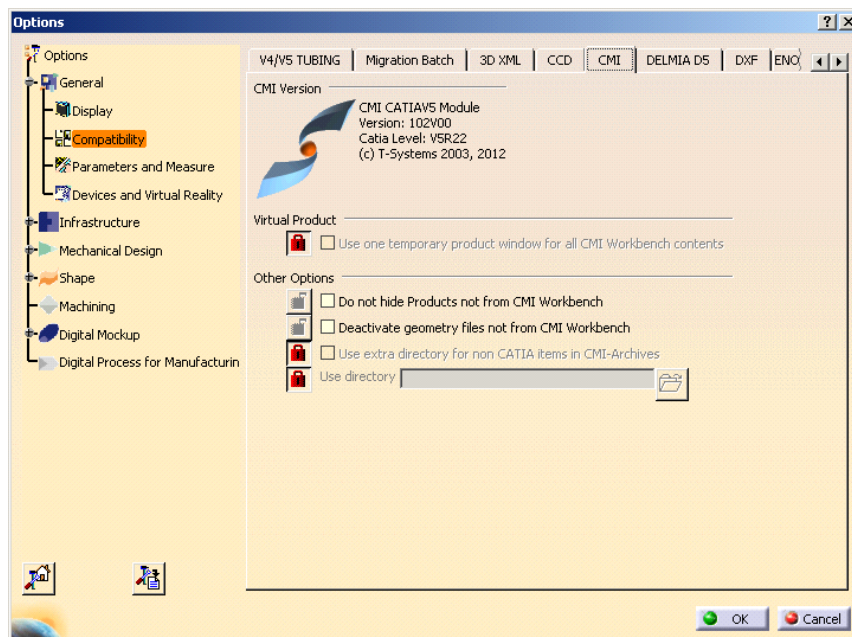 Options
Options
General
Display
Compatibility
Parameters and Measure
Devices and Virtual Reality
Infrastructure
Mechanical Design
Shape
Machining
Digital Mockup
Digital Process for Manufacturin
V4/V5 TUBING
Migration Batch
3D XML
CCD
CMI
DELMIA D5
DXF
ENO
CMI Version
CMI CATIAV5 Module
Version: 102V00
Catia Level: V5R22
(c) T-Systems 2003, 2012
Virtual Product
Use one temporary product window for all CMI Workbench contents
Other Options
Do not hide Products not from CMI Workbench
Deactivate geometry files not from CMI Workbench
Use extra directory for non CATIA items in CMI-Archives
Use directory
OK
Cancel